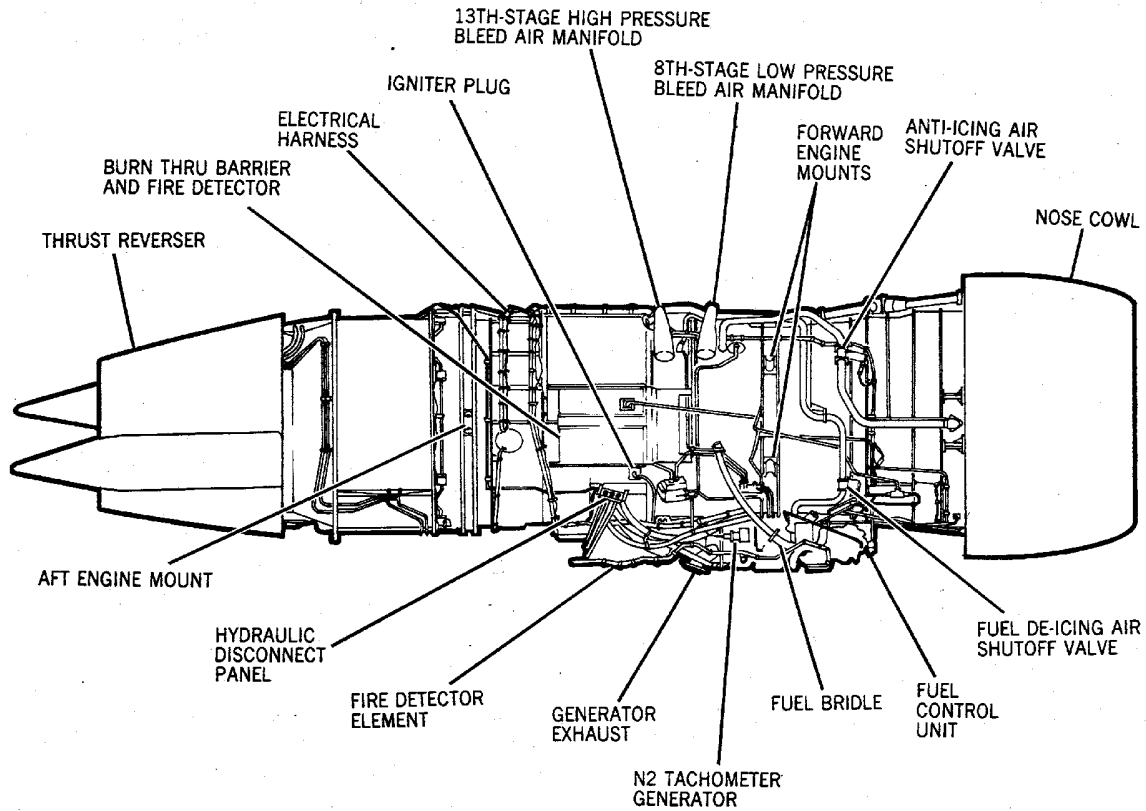 13TH-STAGE HIGH PRESSURE
BLEED AIR MANIFOLD
8TH-STAGE LOW PRESSURE
BLEED AIR MANIFOLD
IGNITER PLUG
ELECTRICAL
HARNESS
FORWARD
ENGINE
MOUNTS
ANTI-ICING AIR
SHUTOFF VALVE
BURN THRU BARRIER
AND FIRE DETECTOR
NOSE COWL
THRUST REVERSER
AFT ENGINE MOUNT
HYDRAULIC
DISCONNECT
PANEL
FIRE DETECTOR
ELEMENT
GENERATOR
EXHAUST
N2 TACHOMETER
GENERATOR
FUEL BRIDLE
FUEL
CONTROL
UNIT
FUEL DE-ICING AIR
SHUTOFF VALVE